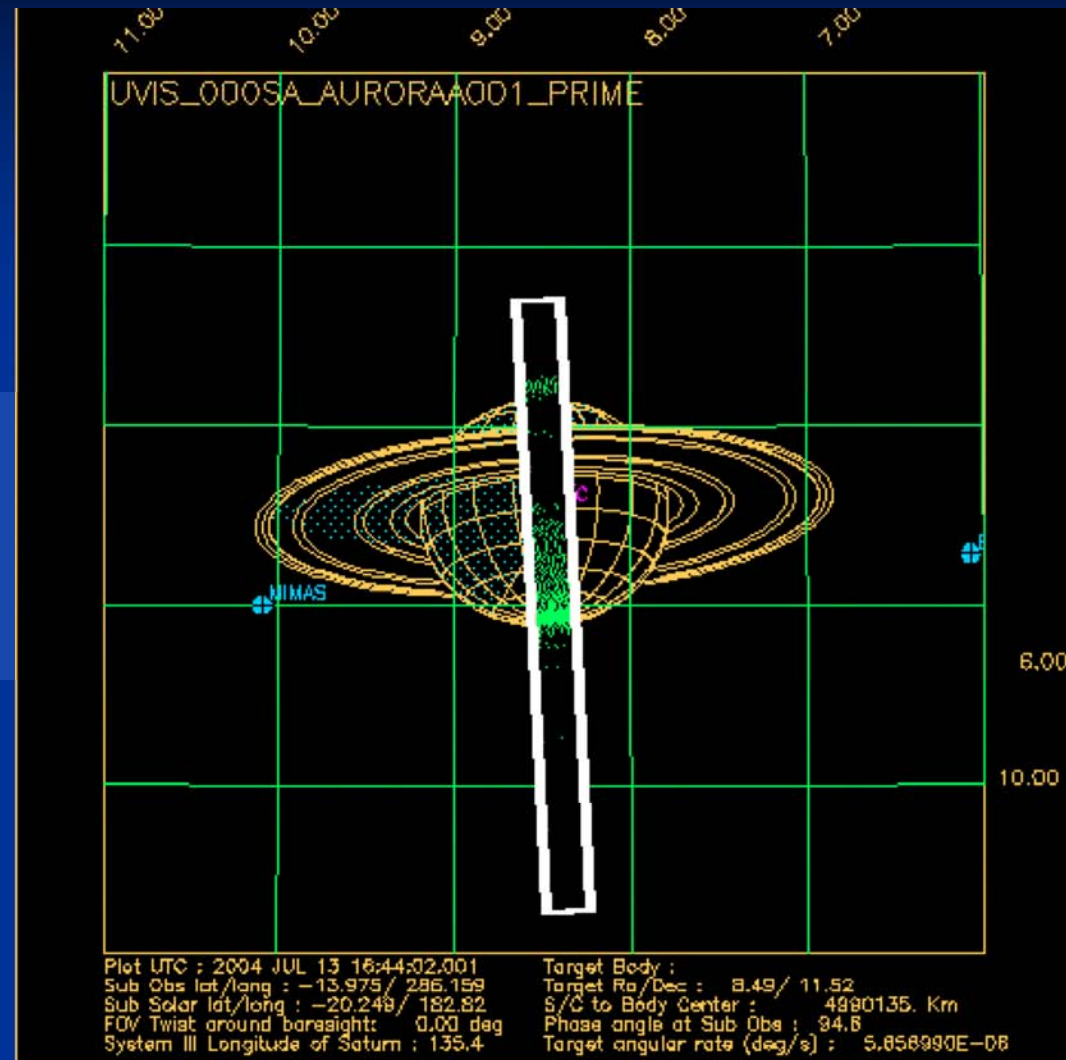 11.00 10.00 9.00 8.00 7.00
UVIS_000SA_AURORAA001_PRIME
MIMAS
6.00
10.00
Plot UTC : 2004 JUL 13 16:44:02.001
Sub Obs lat/long : -13.975/ 286.159
Sub Solar lat/long : -20.249/ 182.82
FOV Twist around boresight: 0.00 deg
System III Longitude of Saturn : 135.4
Target Body :
Target Ra/Dec : 8.49/ 11.52
S/C to Body Center : 4990135. Km
Phase angle at Sub Obs : 94.6
Target angular rate (deg/s) : 5.858990E-06